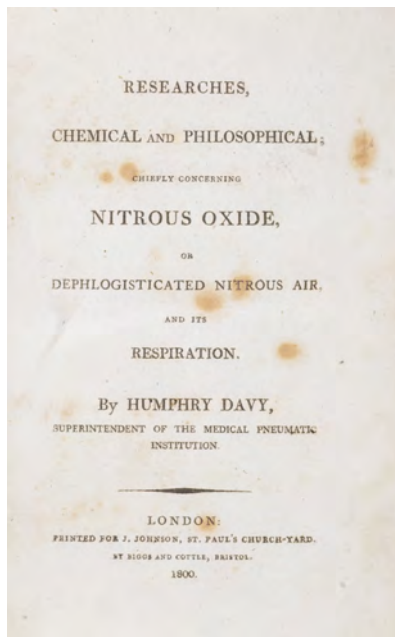 RESEARCHES,
CHEMICAL AND PHILOSOPHICAL;
CHIEFLY CONCERNING
NITROUS OXIDE,
OR
DEPHLOGISTICATED NITROUS AIR,
AND ITS
RESPIRATION.
By HUMPHRY DAVY,
SUPERINTENDENT OF THE MEDICAL PNEUMATIC
INSTITUTION.
LONDON:
PRINTED FOR J. JOHNSON, ST. PAUL'S CHURCH-YARD.
BY BIGGS AND COTTLE, BRISTOL.
1800.